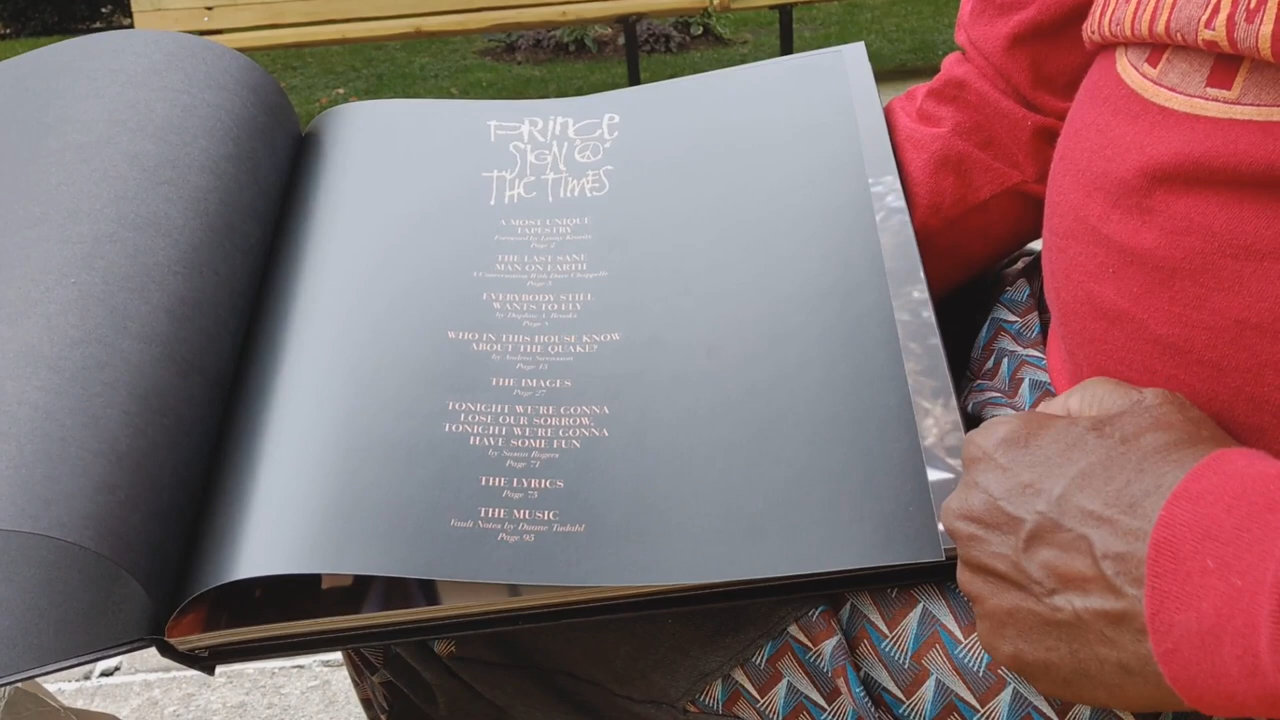 PRINCE
SIGN "☮"
THE TIMES
A MOST UNIQUE
TAPESTRY
Foreword by Lenny Kravitz
Page 2
THE LAST SANE
MAN ON EARTH
A Conversation With Dave Chappelle
Page 5
EVERYBODY STILL
WANTS TO FLY
by Daphne A. Brooks
Page
WHO IN THIS HOUSE KNOW
ABOUT THE QUAKE?
by Andrea Swensson
Page 13
THE IMAGES
Page 27
TONIGHT WE'RE GONNA
LOSE OUR SORROW,
TONIGHT WE'RE GONNA
HAVE SOME FUN
by Susan Rogers
Page 71
THE LYRICS
Page 75
THE MUSIC
Vault Notes by Duane Tudahl
Page 95